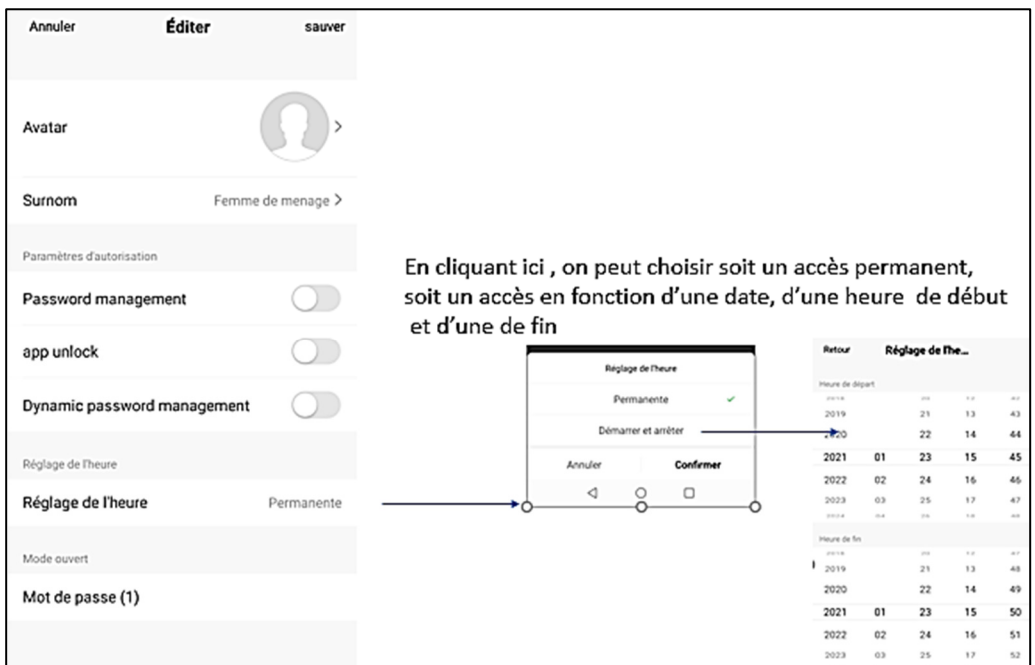 Annuler Éditer sauver
Avatar
Surnom Femme de menage >
Paramètres d'autorisation
Password management
app unlock
Dynamic password management
Réglage de l'heure
Réglage de l'heure Permanente
Mode ouvert
Mot de passe (1)
En cliquant ici , on peut choisir soit un accès permanent,
soit un accès en fonction d'une date, d'une heure de début
et d'une de fin
Réglage de l'heure
Permanente
Démarrer et arrêter
Annuler Confirmer
Retour Réglage de l'he...
Heure de départ
2019 21 13 43
2020 22 14 44
2021 01 23 15 45
2022 02 24 16 46
2023 03 25 17 47
Heure de fin
2019 21 13 48
2020 22 14 49
2021 01 23 15 50
2022 02 24 16 51
2023 03 25 17 52